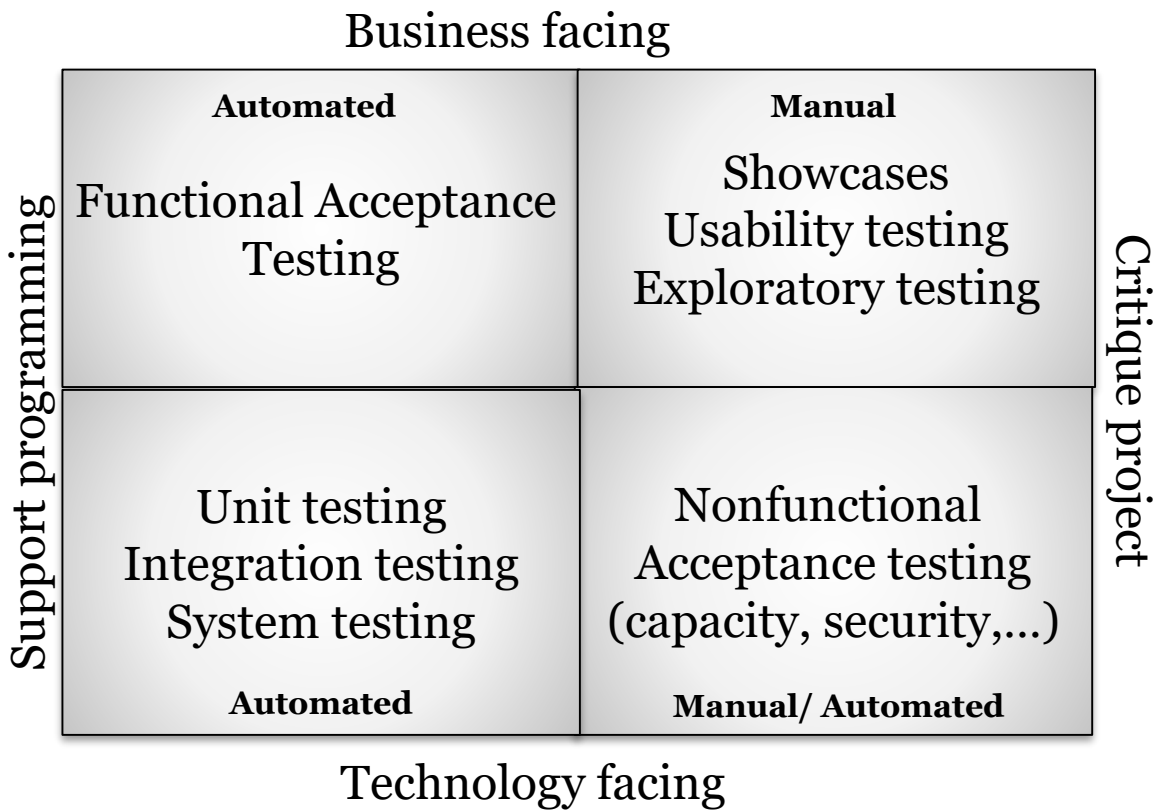 Business facing
Automated
Functional Acceptance
Testing
Manual
Showcases
Usability testing
Exploratory testing
Support programming
Critique project
Unit testing
Integration testing
System testing
Automated
Nonfunctional
Acceptance testing
(capacity, security,...)
Manual/ Automated
Technology facing